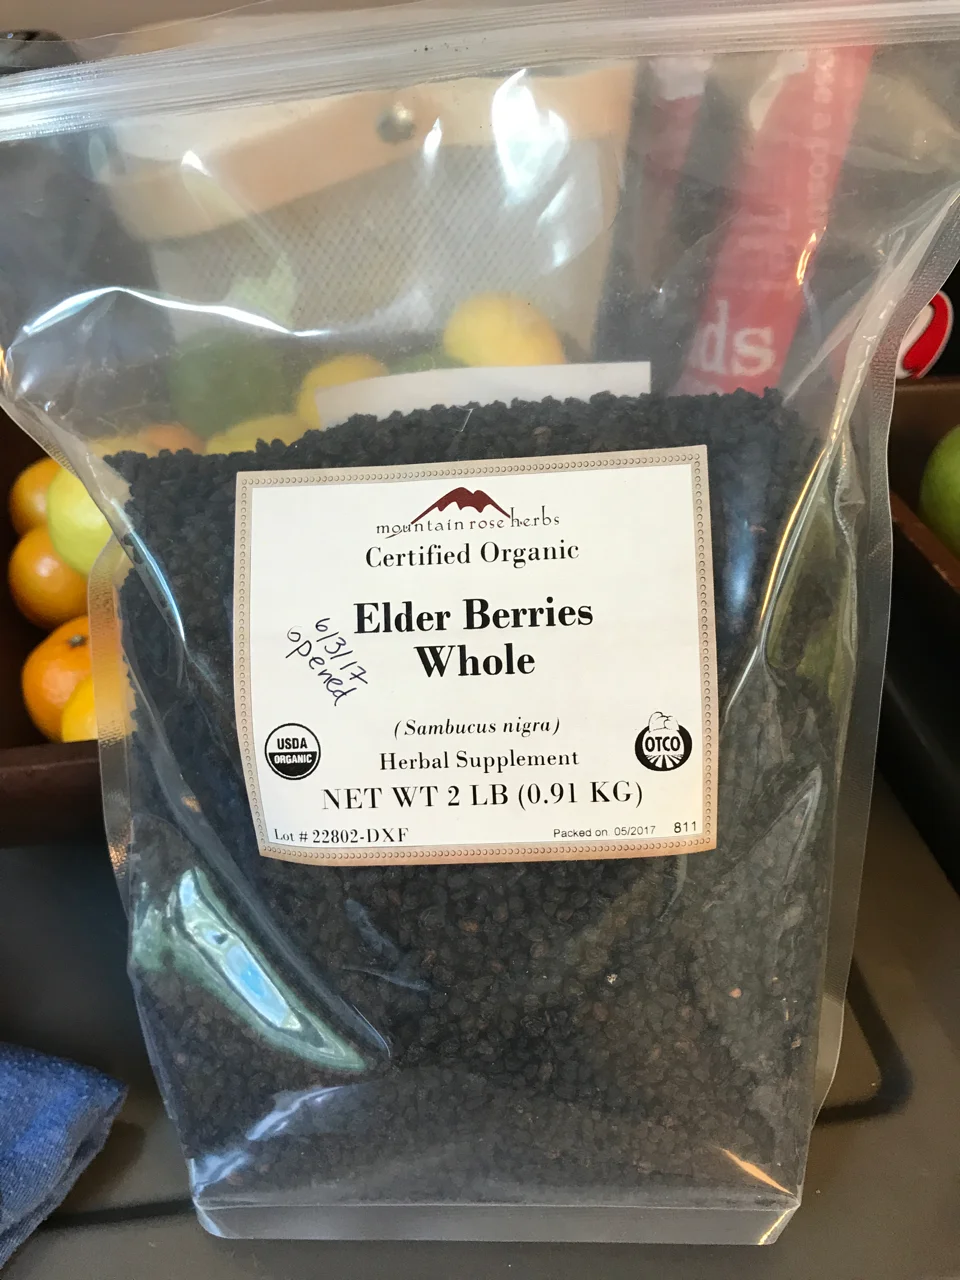 ds
mountain rose herbs
Certified Organic
Elder Berries
Whole
6/3/17
opened
(Sambucus nigra)
USDA
ORGANIC
OTCO
Herbal Supplement
NET WT 2 LB (0.91 KG)
Lot # 22802-DXF
Packed on 05/2017 811